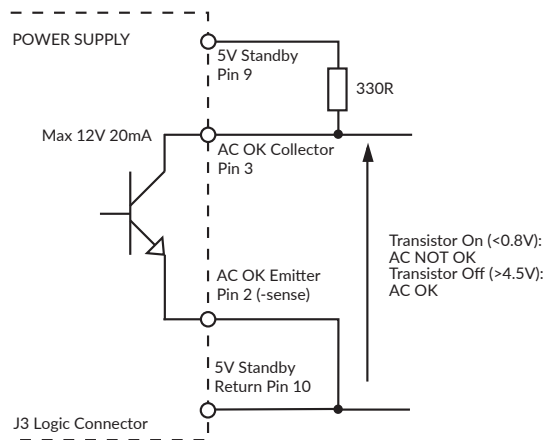 POWER SUPPLY
5V Standby
Pin 9
330R
Max 12V 20mA
AC OK Collector
Pin 3
Transistor On (<0.8V):
AC NOT OK
Transistor Off (>4.5V):
AC OK
AC OK Emitter
Pin 2 (-sense)
5V Standby
Return Pin 10
J3 Logic Connector